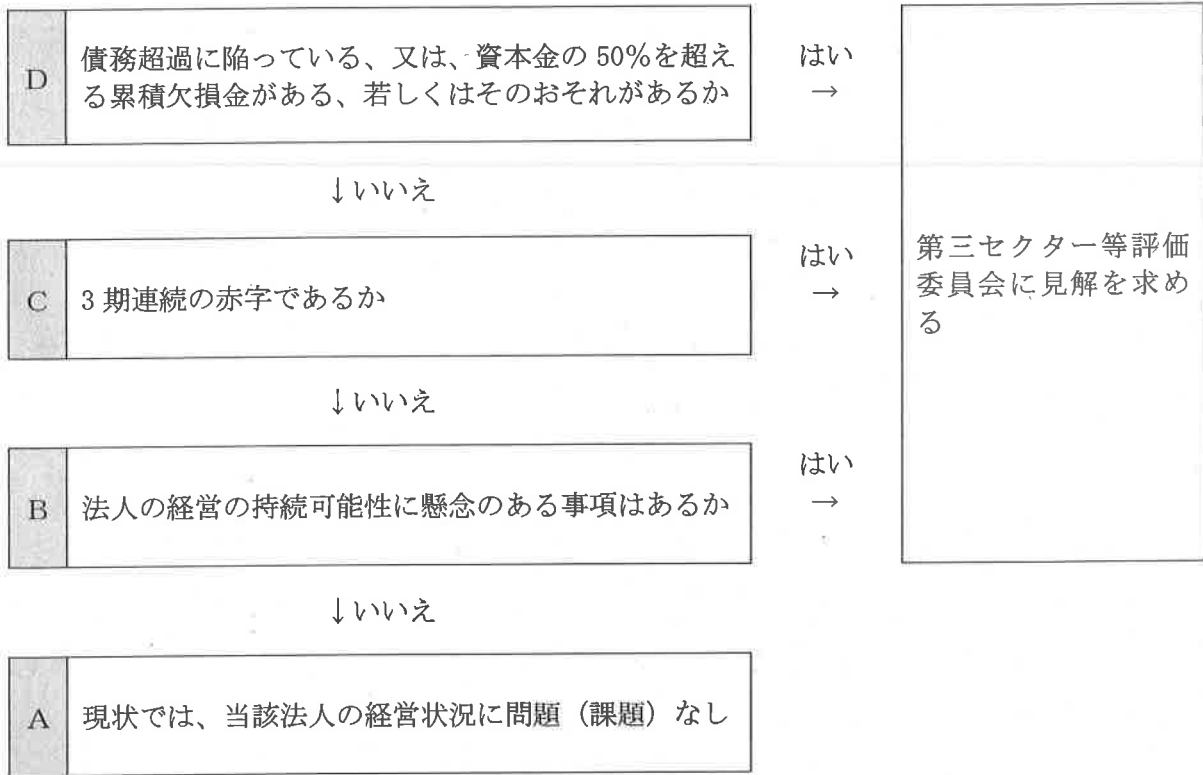 D
債務超過に陥っている、又は、資本金の 50%を超え
る累積欠損金がある、若しくはそのおそれがあるか
はい
→
↓いいえ
C
3 期連続の赤字であるか
はい
→
第三セクター等評価
委員会に見解を求め
る
↓いいえ
B
法人の経営の持続可能性に懸念のある事項はあるか
はい
→
↓いいえ
A
現状では、当該法人の経営状況に問題（課題）なし